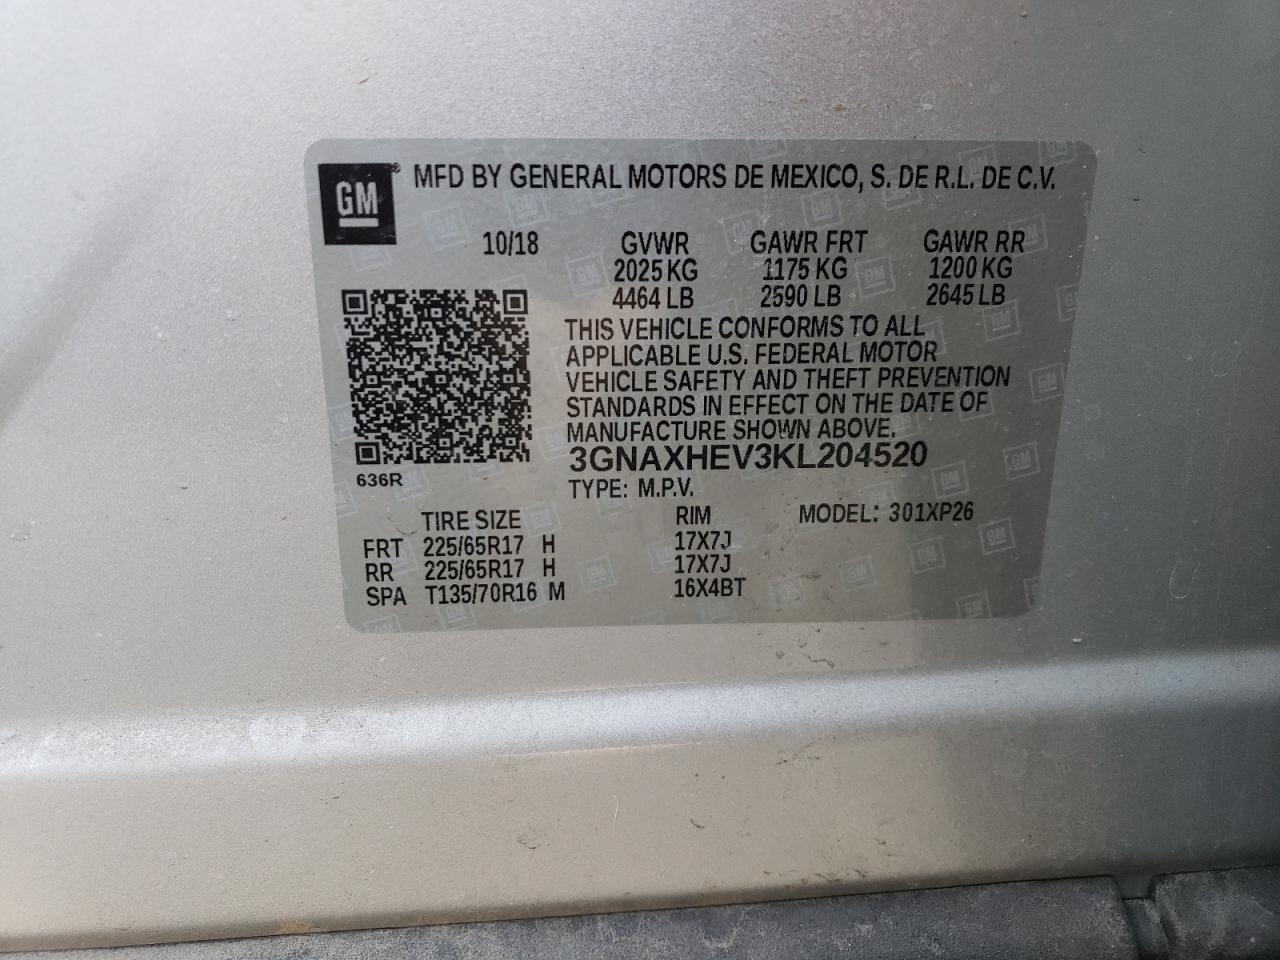 GM® MFD BY GENERAL MOTORS DE MEXICO, S. DE R.L. DE C.V.
10/18 GVWR GAWR FRT GAWR RR
2025 KG 1175 KG 1200 KG
4464 LB 2590 LB 2645 LB
THIS VEHICLE CONFORMS TO ALL
APPLICABLE U.S. FEDERAL MOTOR
VEHICLE SAFETY AND THEFT PREVENTION
STANDARDS IN EFFECT ON THE DATE OF
MANUFACTURE SHOWN ABOVE.
3GNAXHEV3KL204520
636R
TYPE: M.P.V.
TIRE SIZE RIM MODEL: 301XP26
FRT 225/65R17 H 17X7J
RR 225/65R17 H 17X7J
SPA T135/70R16 M 16X4BT